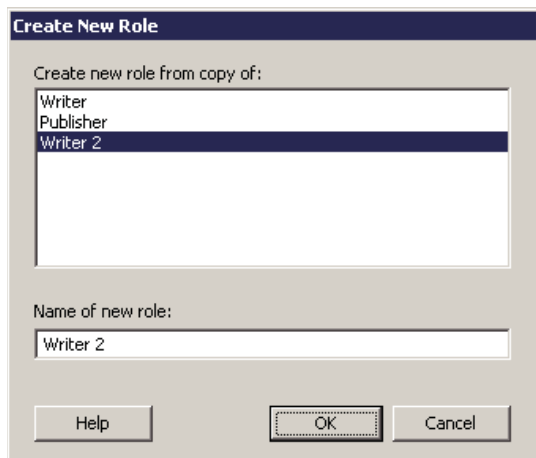 Create New Role
Create new role from copy of:
Writer
Publisher
Writer 2
Name of new role:
Writer 2
Help OK Cancel